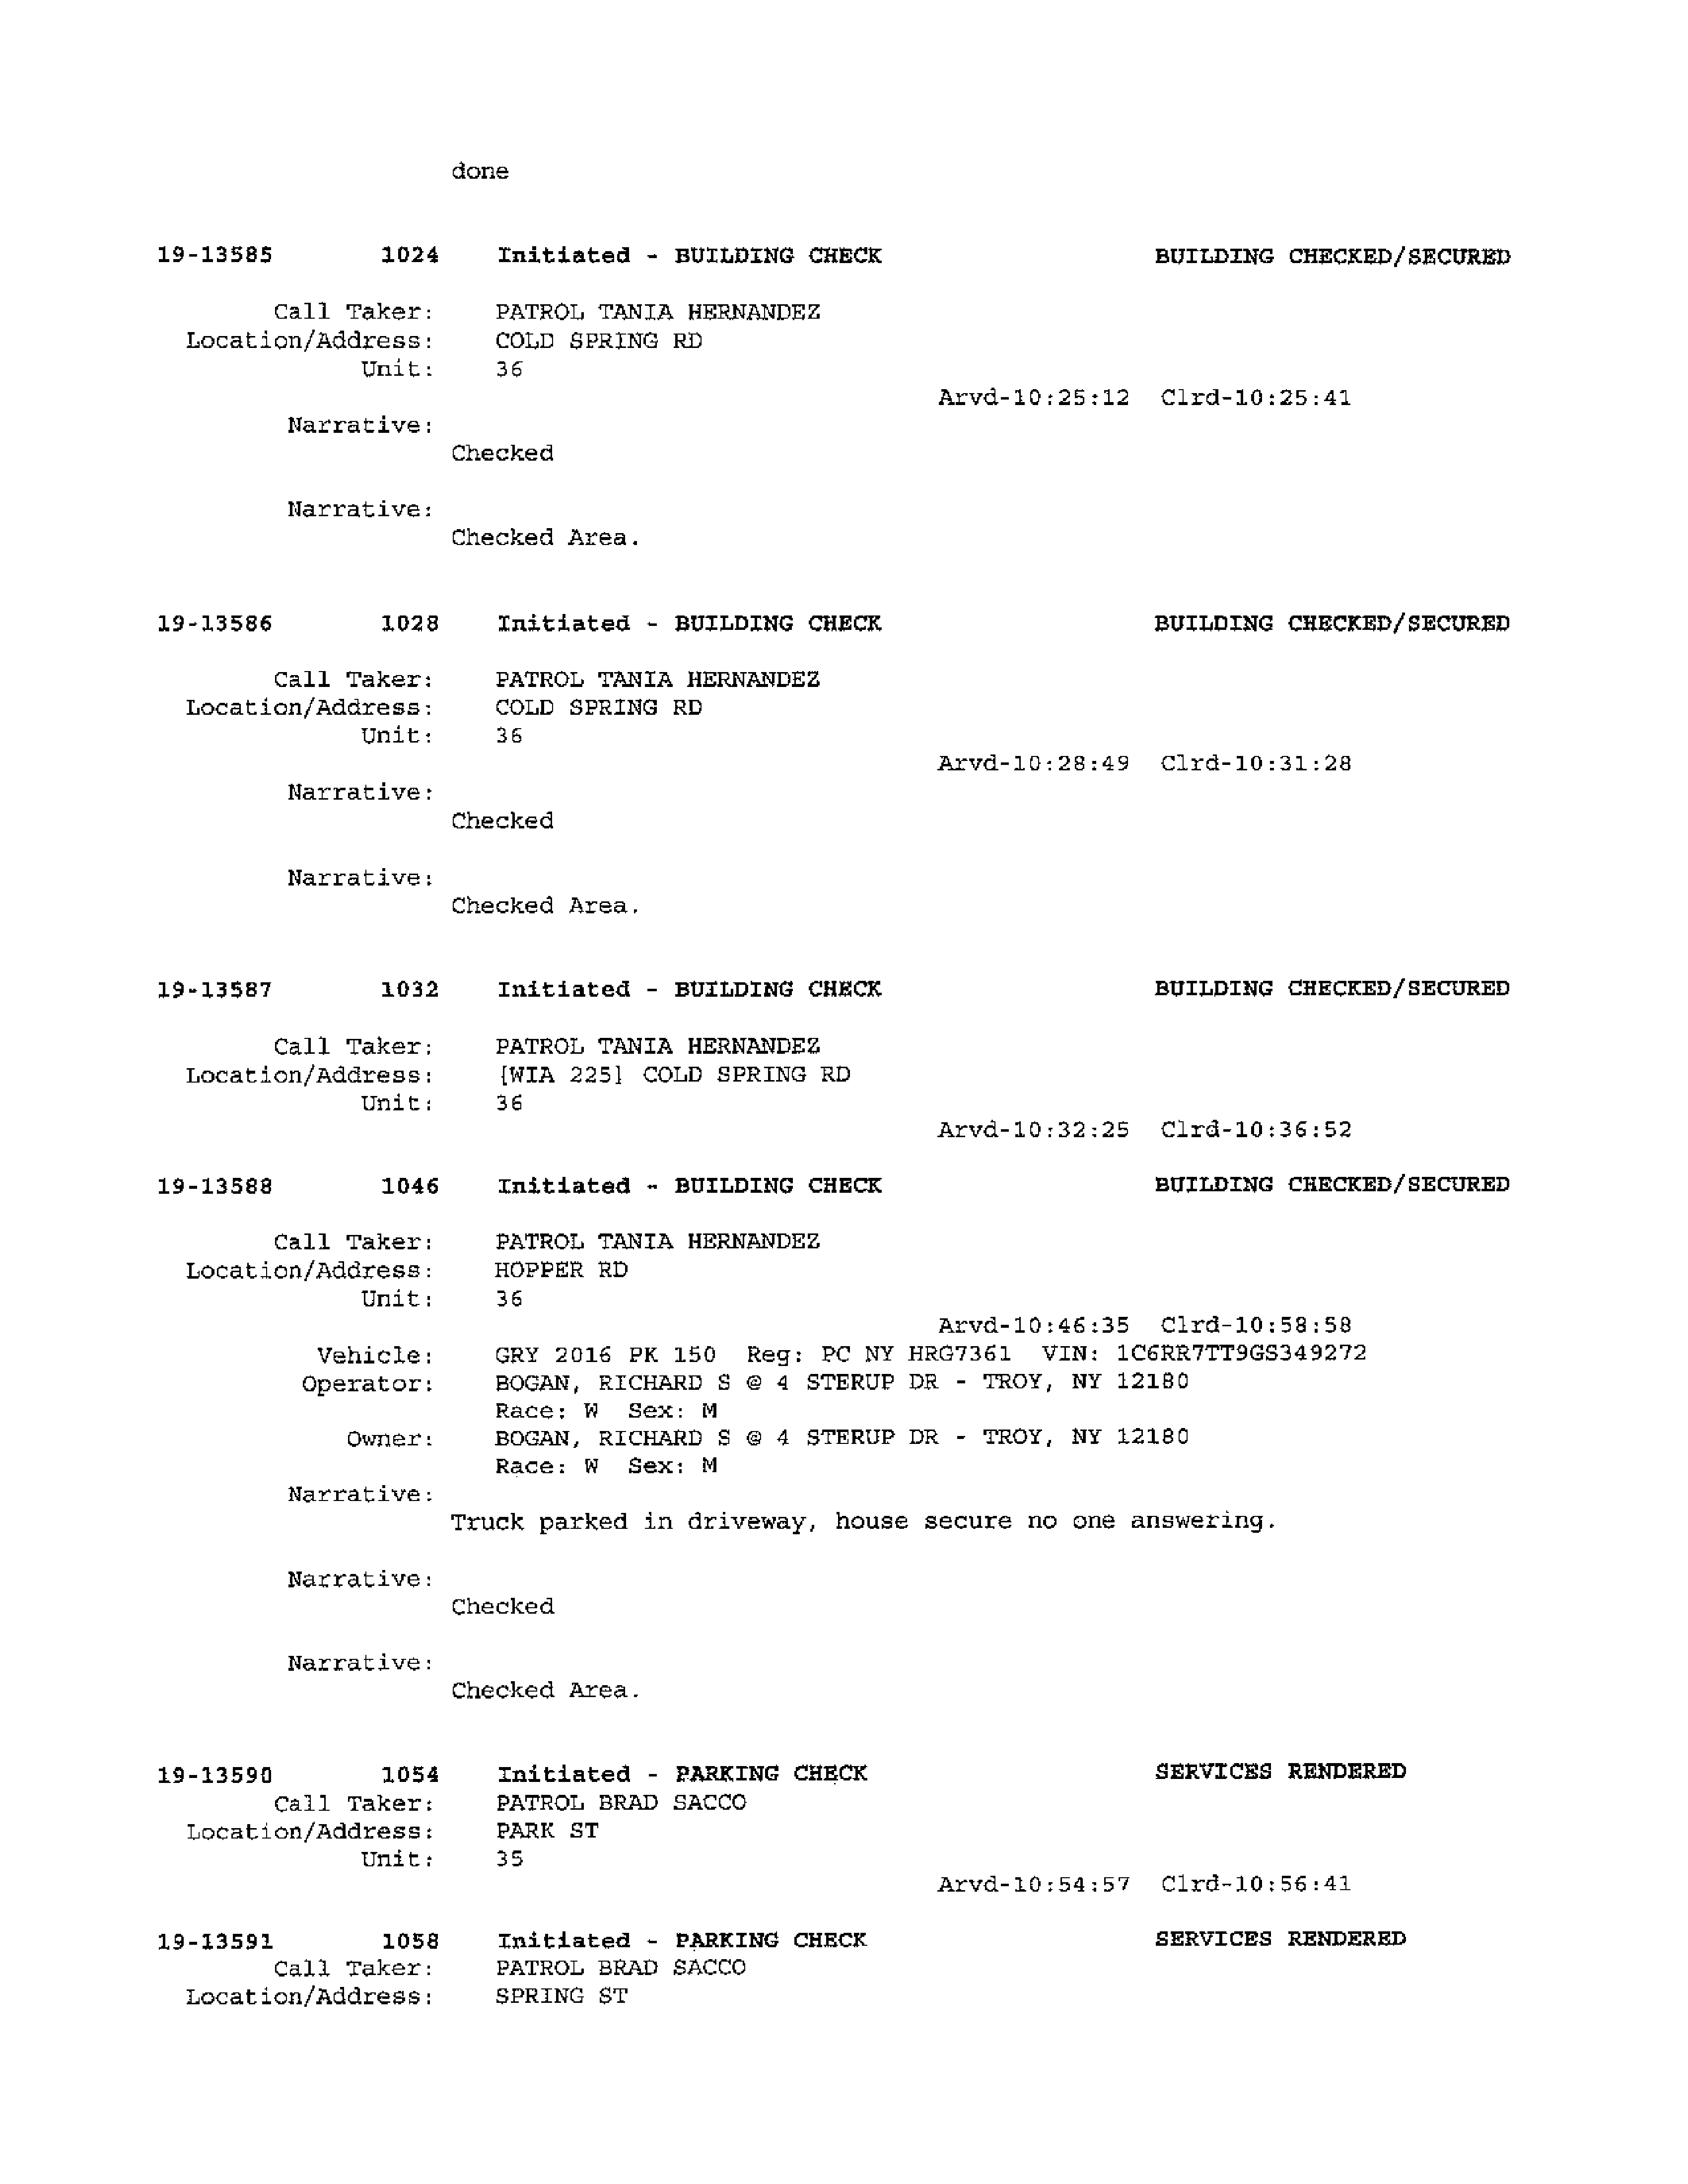 done
19-13585 1024 Initiated - BUILDING CHECK BUILDING CHECKED/SECURED
Call Taker: PATROL TANIA HERNANDEZ
Location/Address: COLD SPRING RD
Unit: 36
Arvd-10:25:12 Clrd-10:25:41
Narrative:
Checked
Narrative:
Checked Area.
19-13586 1028 Initiated - BUILDING CHECK BUILDING CHECKED/SECURED
Call Taker: PATROL TANIA HERNANDEZ
Location/Address: COLD SPRING RD
Unit: 36
Arvd-10:28:49 Clrd-10:31:28
Narrative:
Checked
Narrative:
Checked Area.
19-13587 1032 Initiated - BUILDING CHECK BUILDING CHECKED/SECURED
Call Taker: PATROL TANIA HERNANDEZ
Location/Address: [WIA 225] COLD SPRING RD
Unit: 36
Arvd-10:32:25 Clrd-10:36:52
19-13588 1046 Initiated - BUILDING CHECK BUILDING CHECKED/SECURED
Call Taker: PATROL TANIA HERNANDEZ
Location/Address: HOPPER RD
Unit: 36
Arvd-10:46:35 Clrd-10:58:58
Vehicle: GRY 2016 PK 150 Reg: PC NY HRG7361 VIN: 1C6RR7TT9GS349272
Operator: BOGAN, RICHARD S @ 4 STERUP DR - TROY, NY 12180
Race: W Sex: M
Owner: BOGAN, RICHARD S @ 4 STERUP DR - TROY, NY 12180
Race: W Sex: M
Narrative:
Truck parked in driveway, house secure no one answering.
Narrative:
Checked
Narrative:
Checked Area.
19-13590 1054 Initiated - PARKING CHECK SERVICES RENDERED
Call Taker: PATROL BRAD SACCO
Location/Address: PARK ST
Unit: 35
Arvd-10:54:57 Clrd-10:56:41
19-13591 1058 Initiated - PARKING CHECK SERVICES RENDERED
Call Taker: PATROL BRAD SACCO
Location/Address: SPRING ST